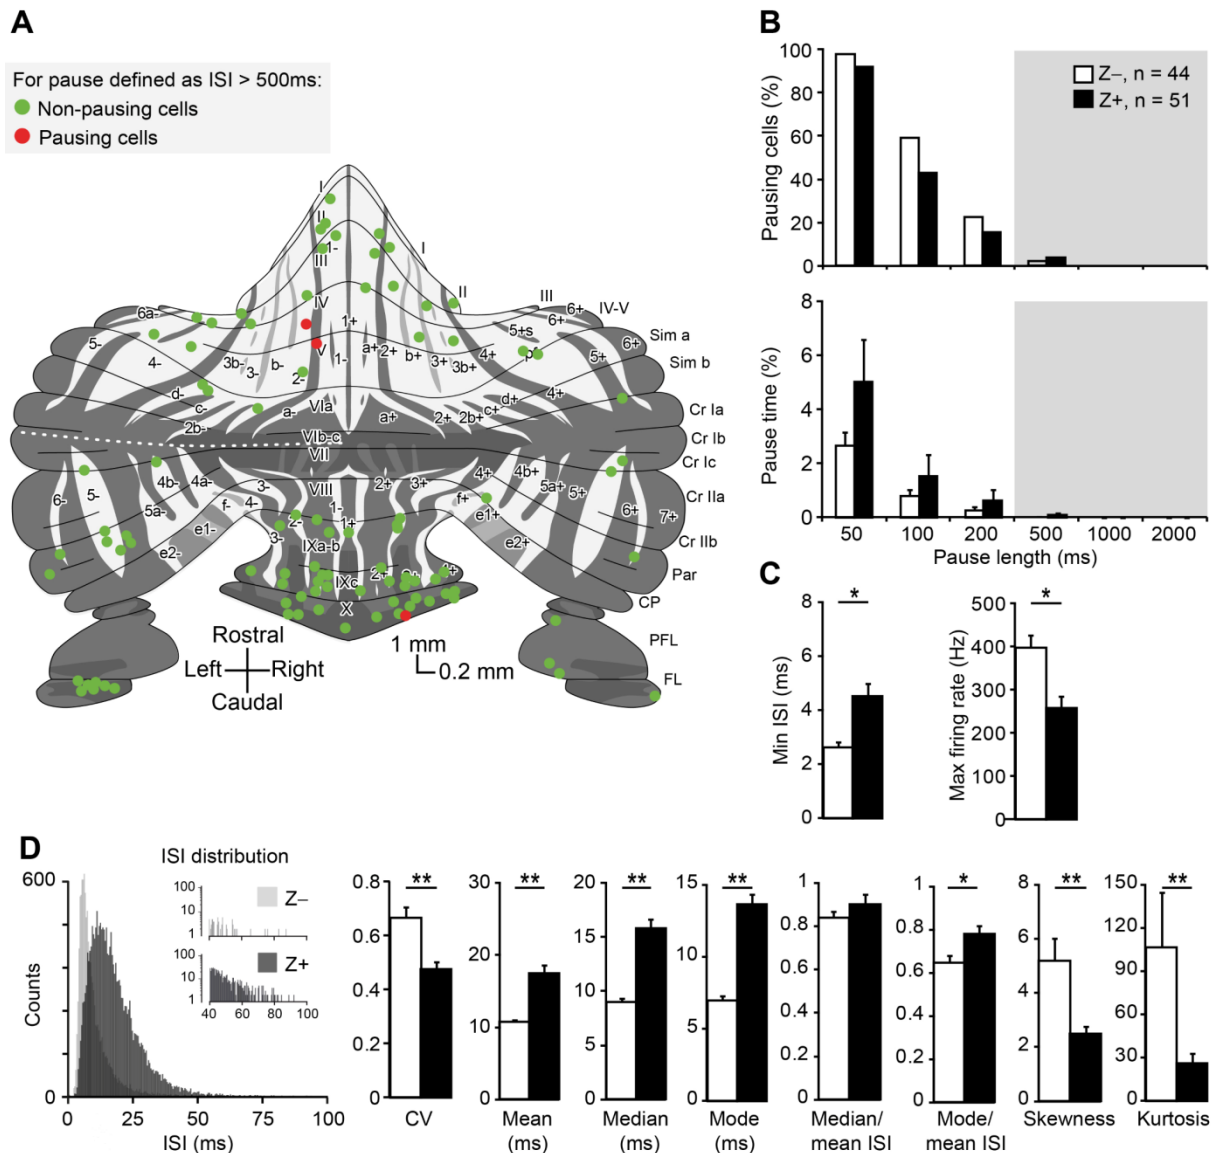 A
For pause defined as ISI > 500ms:
Non-pausing cells
Pausing cells
I
II
1-
III
I
IV
II
III
IV-V
6a-
6+
6+
1+
5+s
6+
Sim a
5-
4-
V
1-
a+
2+
b+
3+
4+
pf
5+
Sim b
3b-
3-
b-
2-
3b+
d-
c-
2b-
a-
VIa
a+
2+
2b+
c+
d+
4+
Cr Ia
VIb-c
Cr Ib
VII
Cr Ic
6-
5-
4b-
4a-
3-
VIII
2+
3+
4+
4b+
5a+
5+
Cr IIa
5a-
f-
4-
1-
f+
6+
7+
e1-
2-
1+
e1+
Cr IIb
e2-
3-
IXa-b
e2+
Par
IXc
2+
CP
X
PFL
FL
Rostral
Left
Right
Caudal
1 mm
0.2 mm
B
Pausing cells (%)
100
80
60
40
20
0
Z–, n = 44
Z+, n = 51
Pause time (%)
8
6
4
2
0
50 100 200 500 1000 2000
Pause length (ms)
C
Min ISI (ms)
8
6
4
2
0
*
Max firing rate (Hz)
500
400
300
200
100
0
*
D
ISI distribution
600
0
Counts
0 25 50 75 100
ISI (ms)
100
10
1
Z–
100
10
1
Z+
40 60 80 100
0.8
0.6
0.4
0.2
0
**
CV
30
20
10
0
**
Mean
(ms)
20
15
10
5
0
**
Median
(ms)
15
10
5
0
**
Mode
(ms)
1
0.8
0.6
0.4
0.2
0
Median/
mean ISI
1
0.8
0.6
0.4
0.2
0
*
Mode/
mean ISI
8
6
4
2
0
**
Skewness
150
120
90
60
30
0
**
Kurtosis